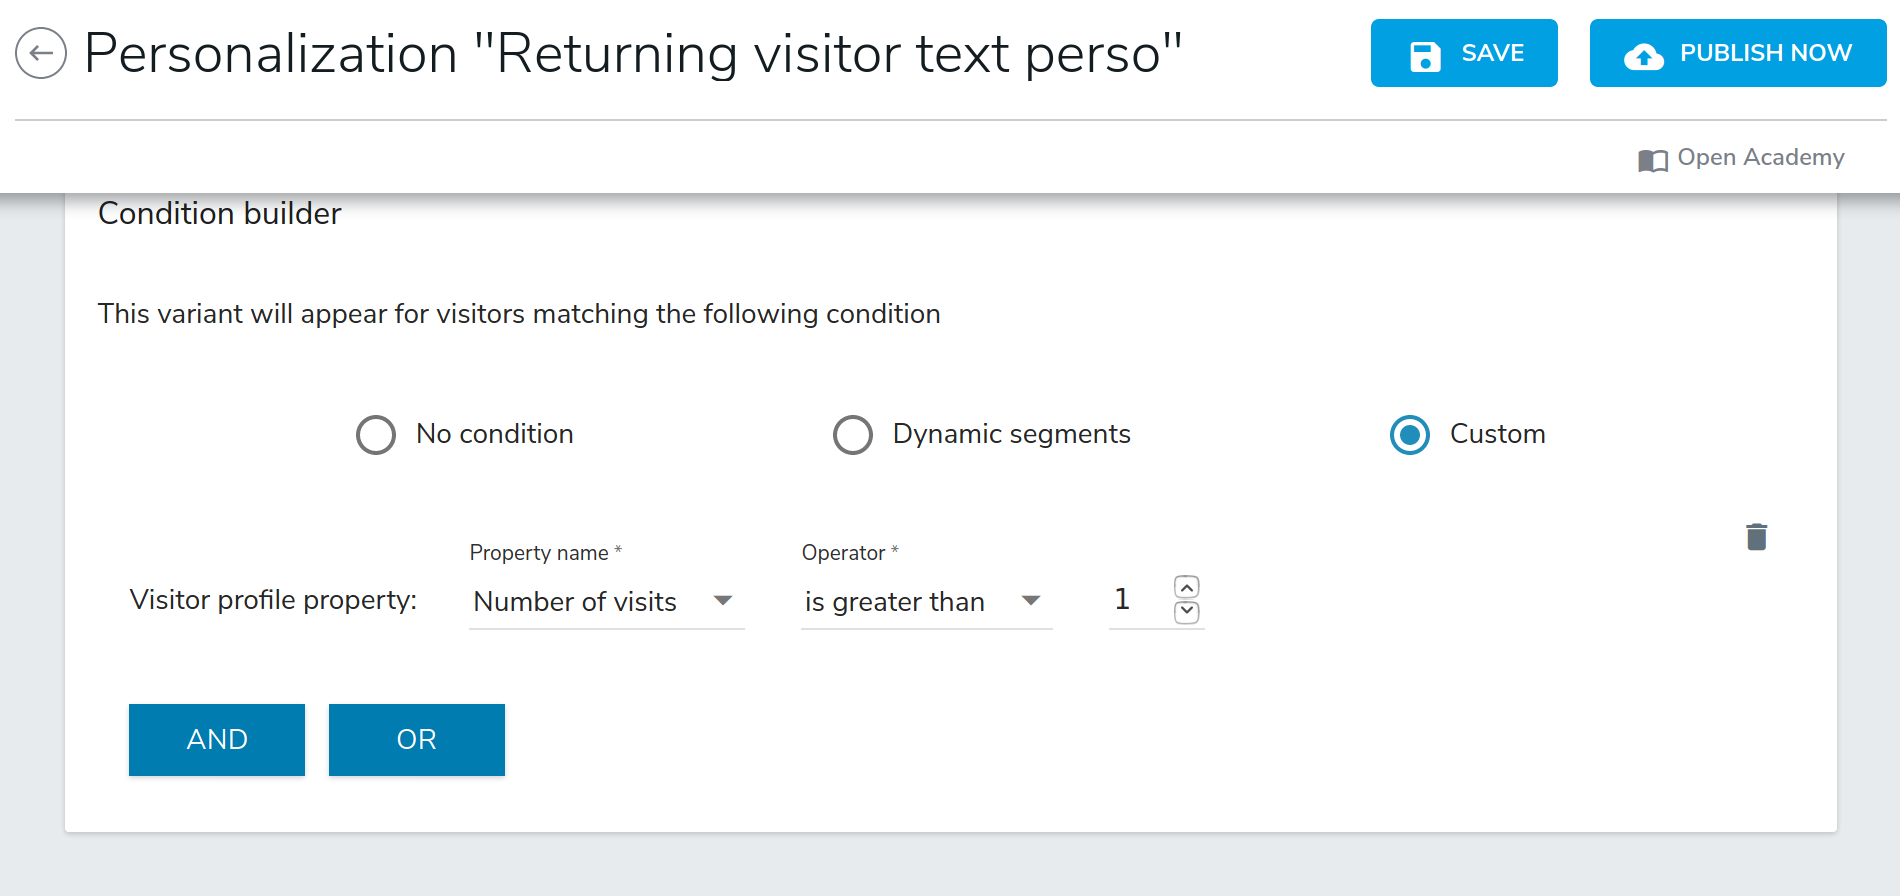 Personalization "Returning visitor text perso"
SAVE
PUBLISH NOW
Open Academy
Condition builder
This variant will appear for visitors matching the following condition
No condition
Dynamic segments
Custom
Property name *
Operator *
Visitor profile property:
Number of visits
is greater than
1
AND
OR